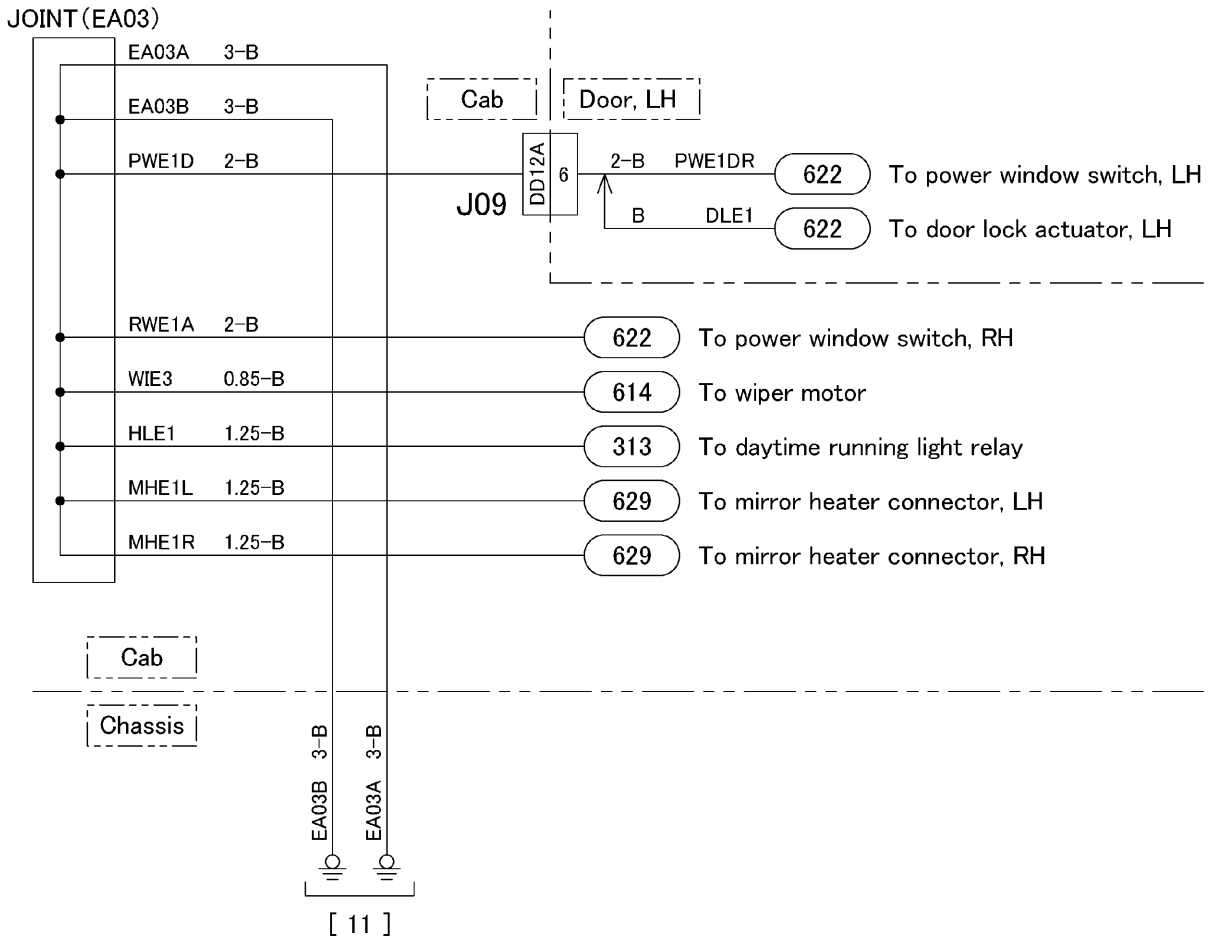 JOINT(EA03)
EA03A 3-B
EA03B 3-B
Cab
Door, LH
PWE1D 2-B
DD12A
6
J09
2-B PWE1DR
622 To power window switch, LH
B DLE1
622 To door lock actuator, LH
RWE1A 2-B
622 To power window switch, RH
WIE3 0.85-B
614 To wiper motor
HLE1 1.25-B
313 To daytime running light relay
MHE1L 1.25-B
629 To mirror heater connector, LH
MHE1R 1.25-B
629 To mirror heater connector, RH
Cab
Chassis
EA03B 3-B
EA03A 3-B
[ 11 ]